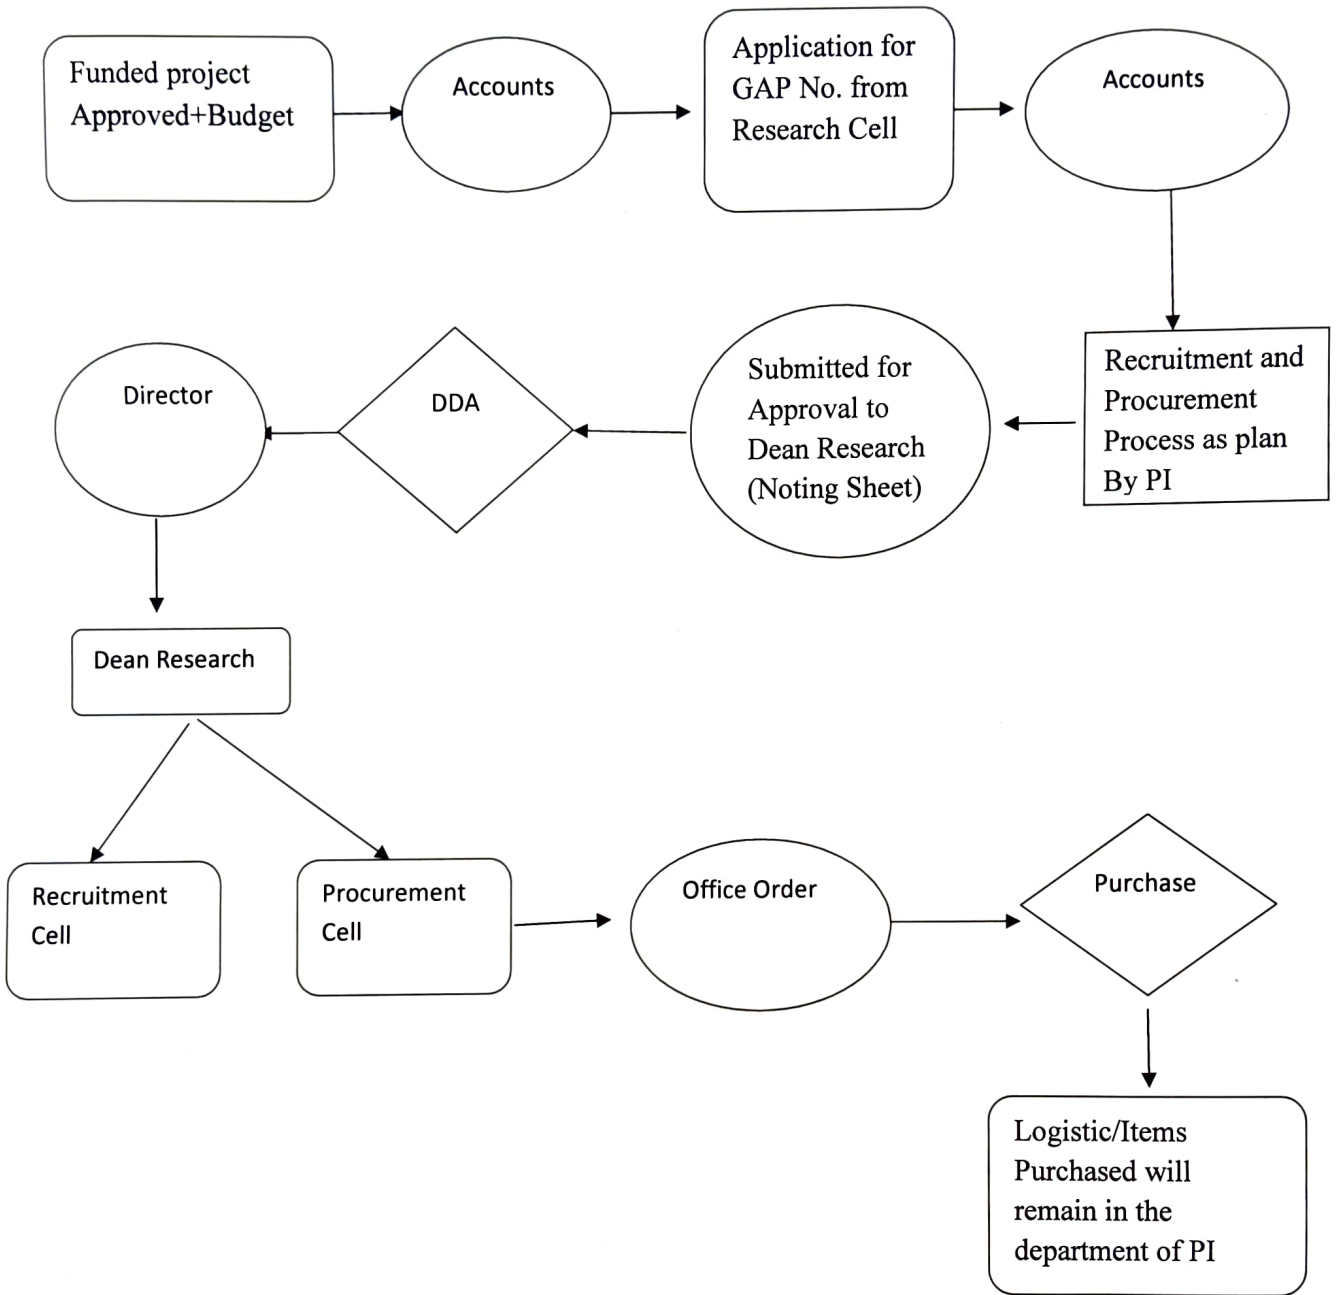 Funded project
Approved+Budget
Accounts
Application for
GAP No. from
Research Cell
Accounts
Recruitment and
Procurement
Process as plan
By PI
Submitted for
Approval to
Dean Research
(Noting Sheet)
DDA
Director
Dean Research
Recruitment
Cell
Procurement
Cell
Office Order
Purchase
Logistic/Items
Purchased will
remain in the
department of PI